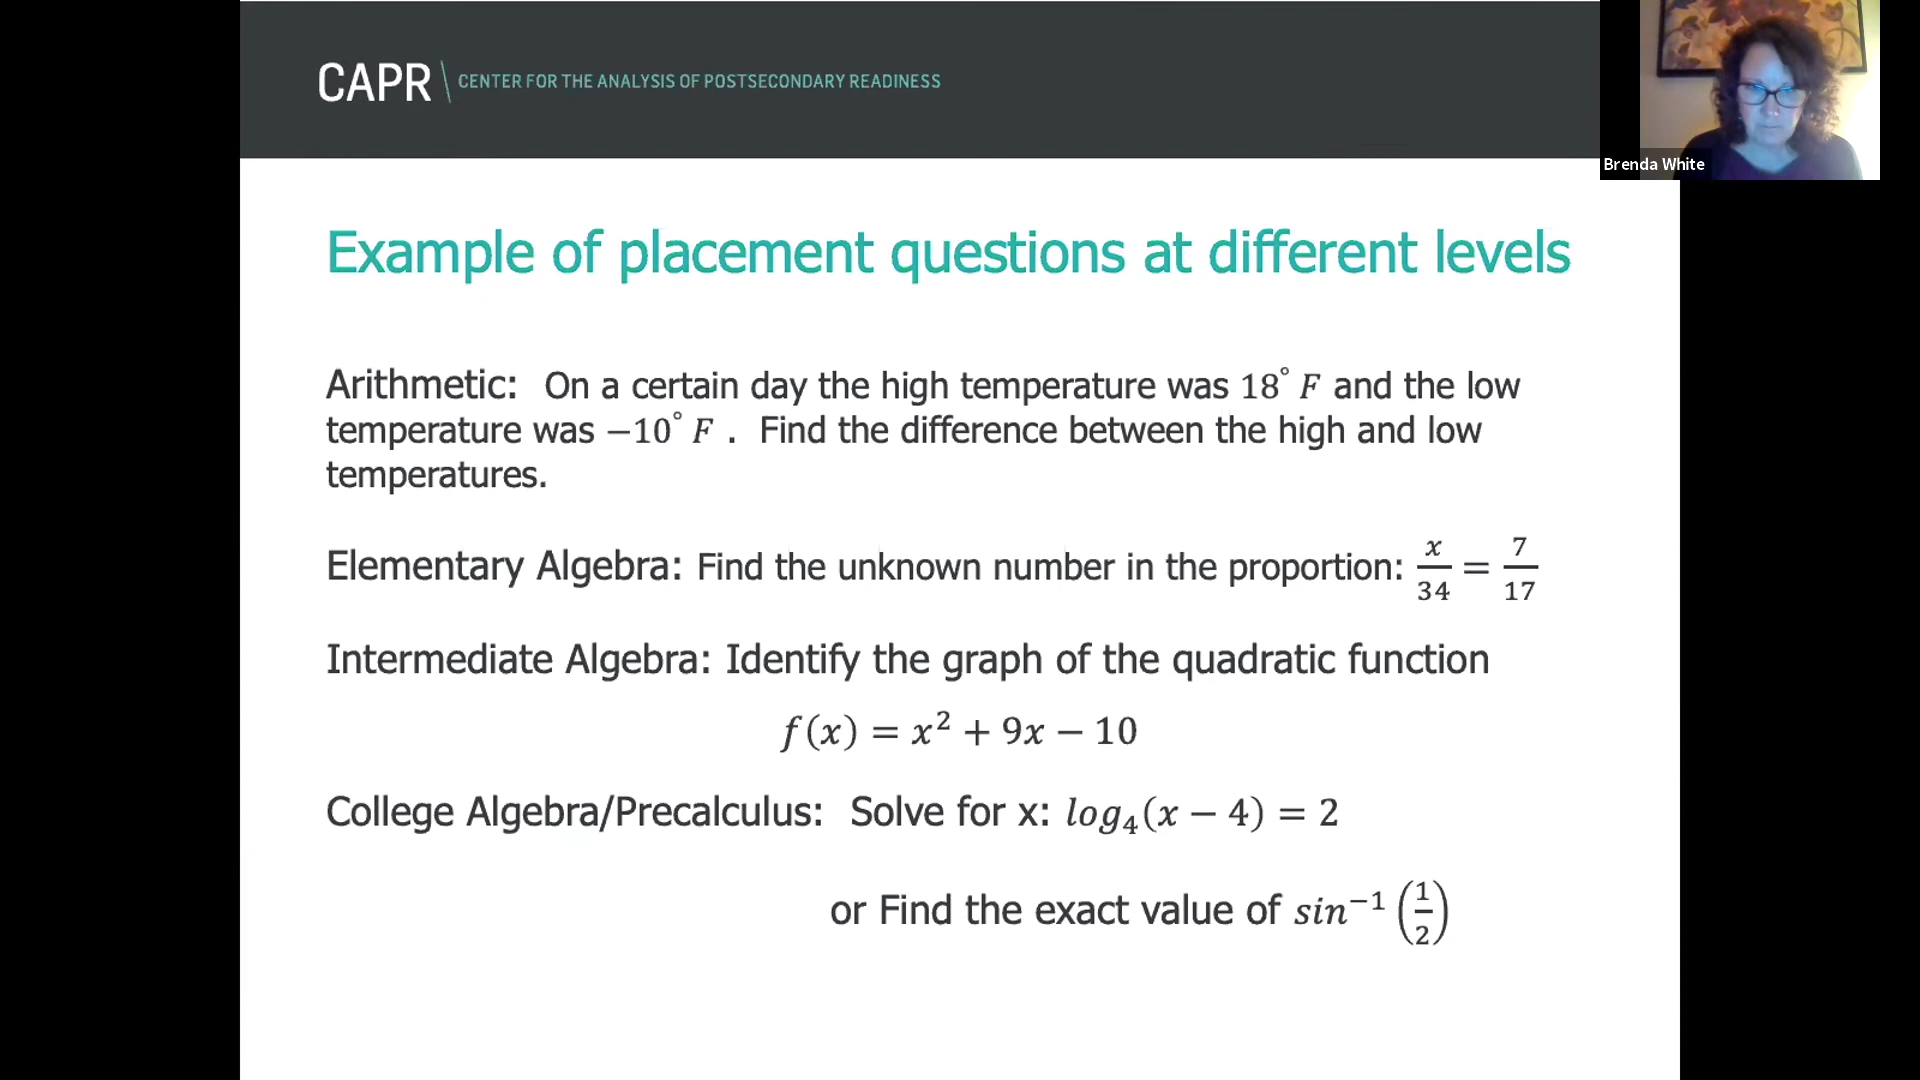 CAPR CENTER FOR THE ANALYSIS OF POSTSECONDARY READINESS
Brenda White
Example of placement questions at different levels
Arithmetic: On a certain day the high temperature was 18° F and the low
temperature was −10° F . Find the difference between the high and low
temperatures.
Elementary Algebra: Find the unknown number in the proportion: x/34 = 7/17
Intermediate Algebra: Identify the graph of the quadratic function
f(x) = x² + 9x − 10
College Algebra/Precalculus: Solve for x: log₄(x − 4) = 2
or Find the exact value of sin⁻¹(1/2)